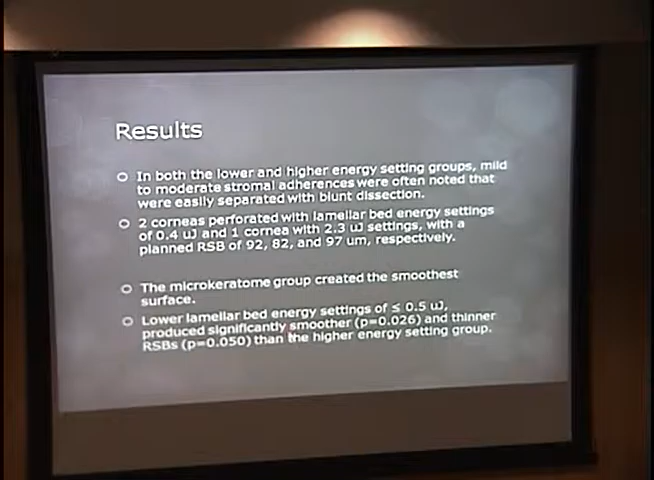 Results
In both the lower and higher energy setting groups, mild
to moderate stromal adherences were often noted that
were easily separated with blunt dissection.
2 corneas perforated with lamellar bed energy settings
of 0.4 uJ and 1 cornea with 2.3 uJ settings, with a
planned RSB of 92, 82, and 97 um, respectively.
The microkeratome group created the smoothest
surface.
Lower lamellar bed energy settings of ≤ 0.5 uJ,
produced significantly smoother (p=0.026) and thinner
RSBs (p=0.050) than the higher energy setting group.